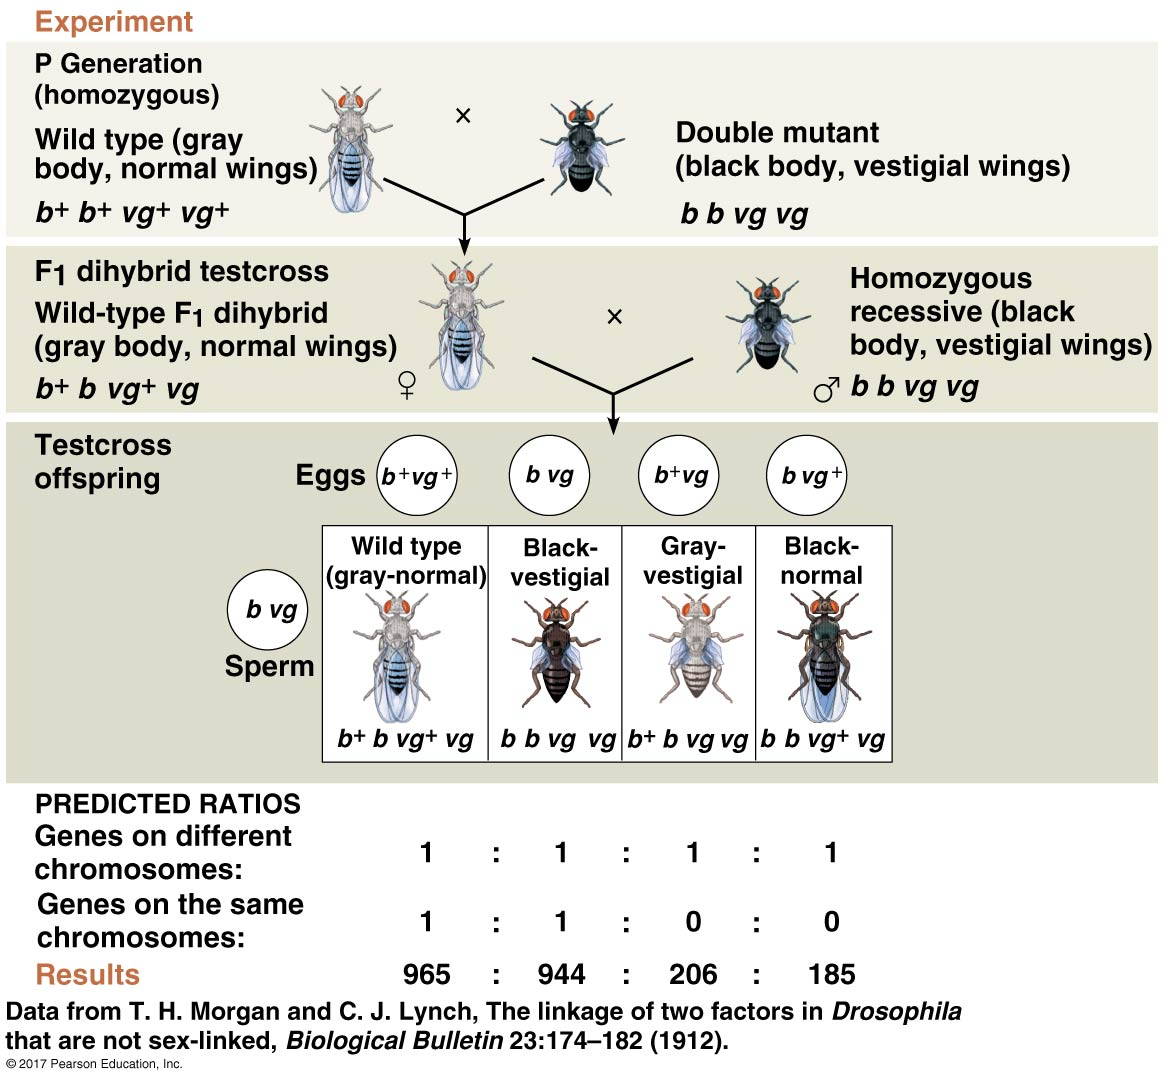 Experiment
P Generation
(homozygous)
Wild type (gray
body, normal wings)
b+ b+ vg+ vg+
×
Double mutant
(black body, vestigial wings)
b b vg vg
F1 dihybrid testcross
Wild-type F1 dihybrid
(gray body, normal wings)
b+ b vg+ vg
♀
×
Homozygous
recessive (black
body, vestigial wings)
♂ b b vg vg
Testcross
offspring
Eggs b+vg+ b vg b+vg b vg+
Wild type
(gray-normal)
Black-
vestigial
Gray-
vestigial
Black-
normal
b vg
Sperm
b+ b vg+ vg b b vg vg b+ b vg vg b b vg+ vg
PREDICTED RATIOS
Genes on different
chromosomes:
1 : 1 : 1 : 1
Genes on the same
chromosomes:
1 : 1 : 0 : 0
Results 965 : 944 : 206 : 185
Data from T. H. Morgan and C. J. Lynch, The linkage of two factors in Drosophila
that are not sex-linked, Biological Bulletin 23:174–182 (1912).
© 2017 Pearson Education, Inc.